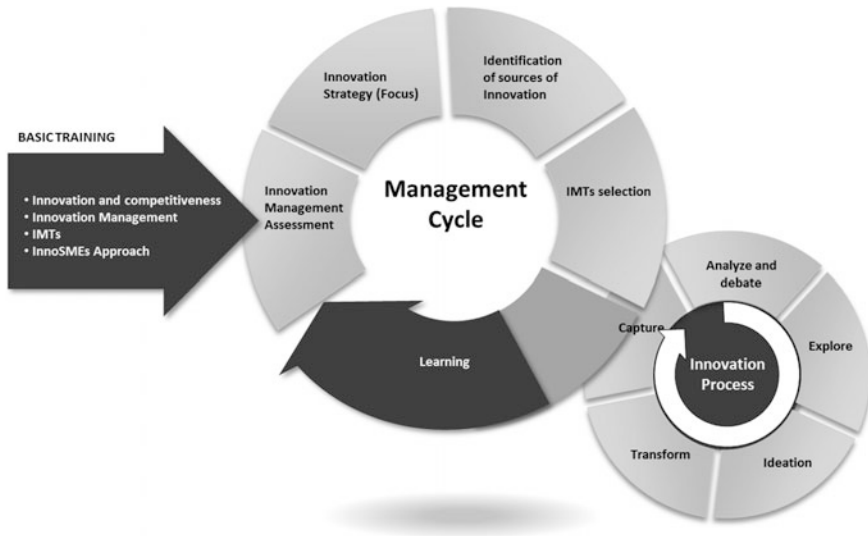 BASIC TRAINING
• Innovation and competitiveness
• Innovation Management
• IMTs
• InnoSMEs Approach
Innovation
Management
Assessment
Innovation
Strategy (Focus)
Identification
of sources of
Innovation
IMTs selection
Management
Cycle
Learning
Capture
Analyze and
debate
Explore
Ideation
Transform
Innovation
Process